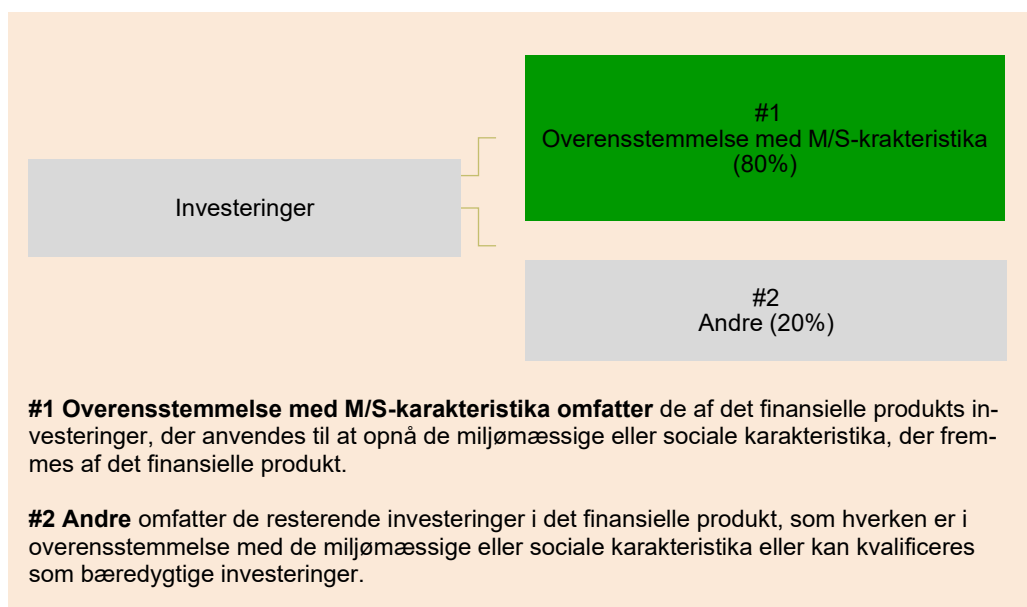 #1
Overensstemmelse med M/S-krakteristika
(80%)
Investeringer
#2
Andre (20%)
#1 Overensstemmelse med M/S-karakteristika omfatter de af det finansielle produkts in-
vesteringer, der anvendes til at opnå de miljømæssige eller sociale karakteristika, der frem-
mes af det finansielle produkt.
#2 Andre omfatter de resterende investeringer i det finansielle produkt, som hverken er i
overensstemmelse med de miljømæssige eller sociale karakteristika eller kan kvalificeres
som bæredygtige investeringer.